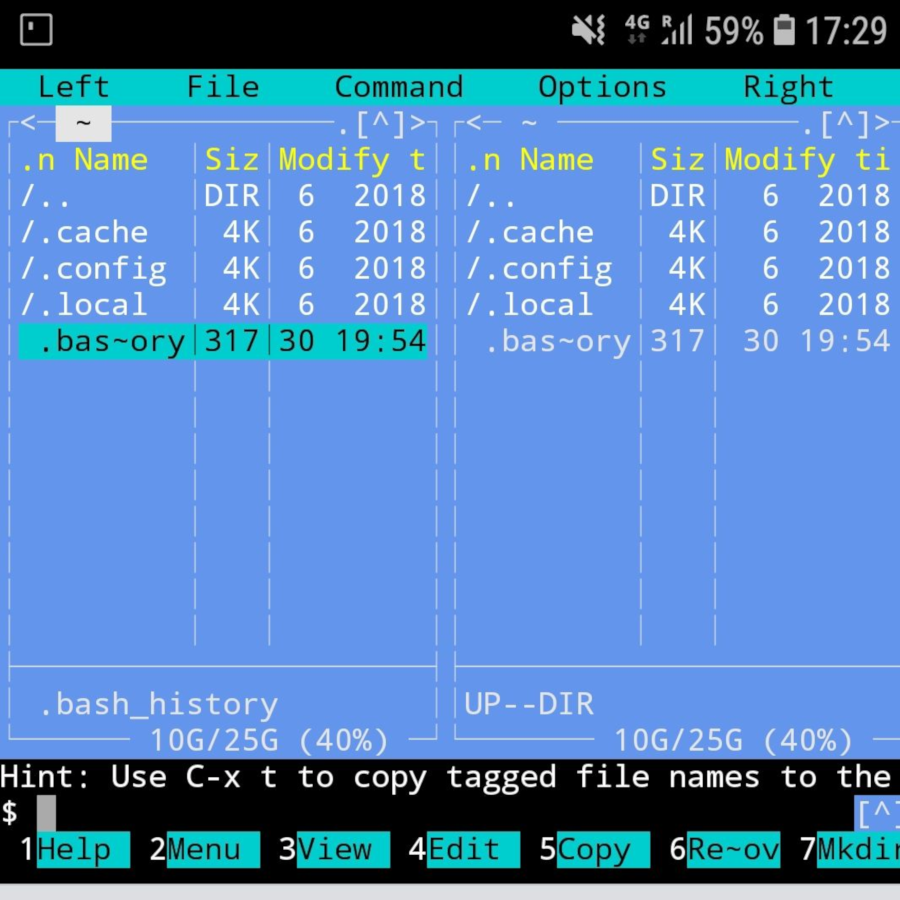 4G R 59% 17:29
Left File Command Options Right
<─ ~ ─.[^]> <─ ~ ─.[^]>
.n Name Siz Modify t .n Name Siz Modify ti
/.. DIR 6 2018 /.. DIR 6 2018
/.cache 4K 6 2018 /.cache 4K 6 2018
/.config 4K 6 2018 /.config 4K 6 2018
/.local 4K 6 2018 /.local 4K 6 2018
.bas~ory 317 30 19:54 .bas~ory 317 30 19:54
.bash_history UP--DIR
10G/25G (40%) 10G/25G (40%)
Hint: Use C-x t to copy tagged file names to the
$ [^]
1Help 2Menu 3View 4Edit 5Copy 6Re~ov 7Mkdir